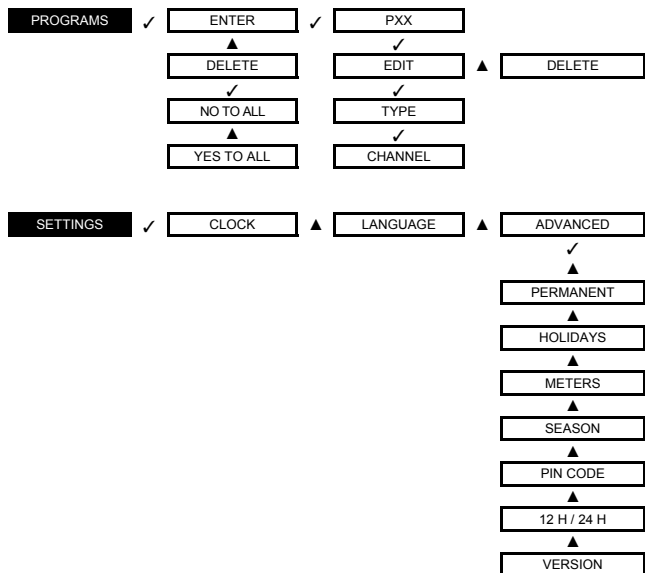 PROGRAMS ✓ ENTER ✓ PXX
▲ ✓
DELETE EDIT ▲ DELETE
✓ ✓
NO TO ALL TYPE
▲ ✓
YES TO ALL CHANNEL
SETTINGS ✓ CLOCK ▲ LANGUAGE ▲ ADVANCED
✓
▲
PERMANENT
▲
HOLIDAYS
▲
METERS
▲
SEASON
▲
PIN CODE
▲
12 H / 24 H
▲
VERSION